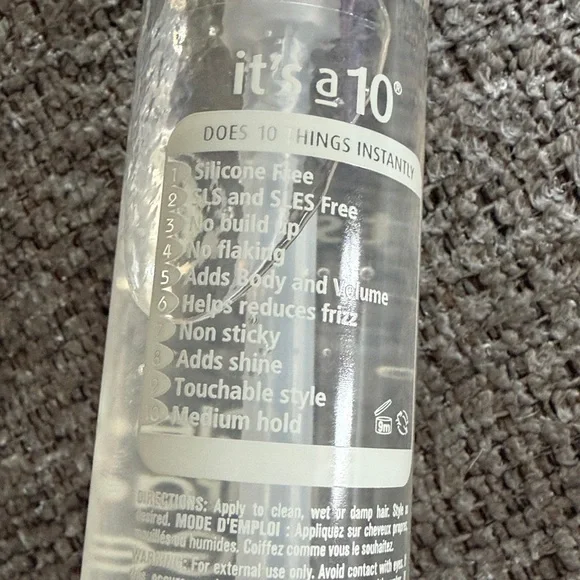 it's a 10®
DOES 10 THINGS INSTANTLY
1 Silicone Free
2 SLS and SLES Free
3 No build up
4 No flaking
5 Adds Body and Volume
6 Helps reduces frizz
7 Non sticky
8 Adds shine
9 Touchable style
10 Medium hold
9m
DIRECTIONS: Apply to clean, wet or damp hair. Style
desired. MODE D'EMPLOI : Appliquez sur cheveux propres,
ou humides. Coiffez comme vous le souhaitez.
WARNING: For external use only. Avoid contact with eyes.